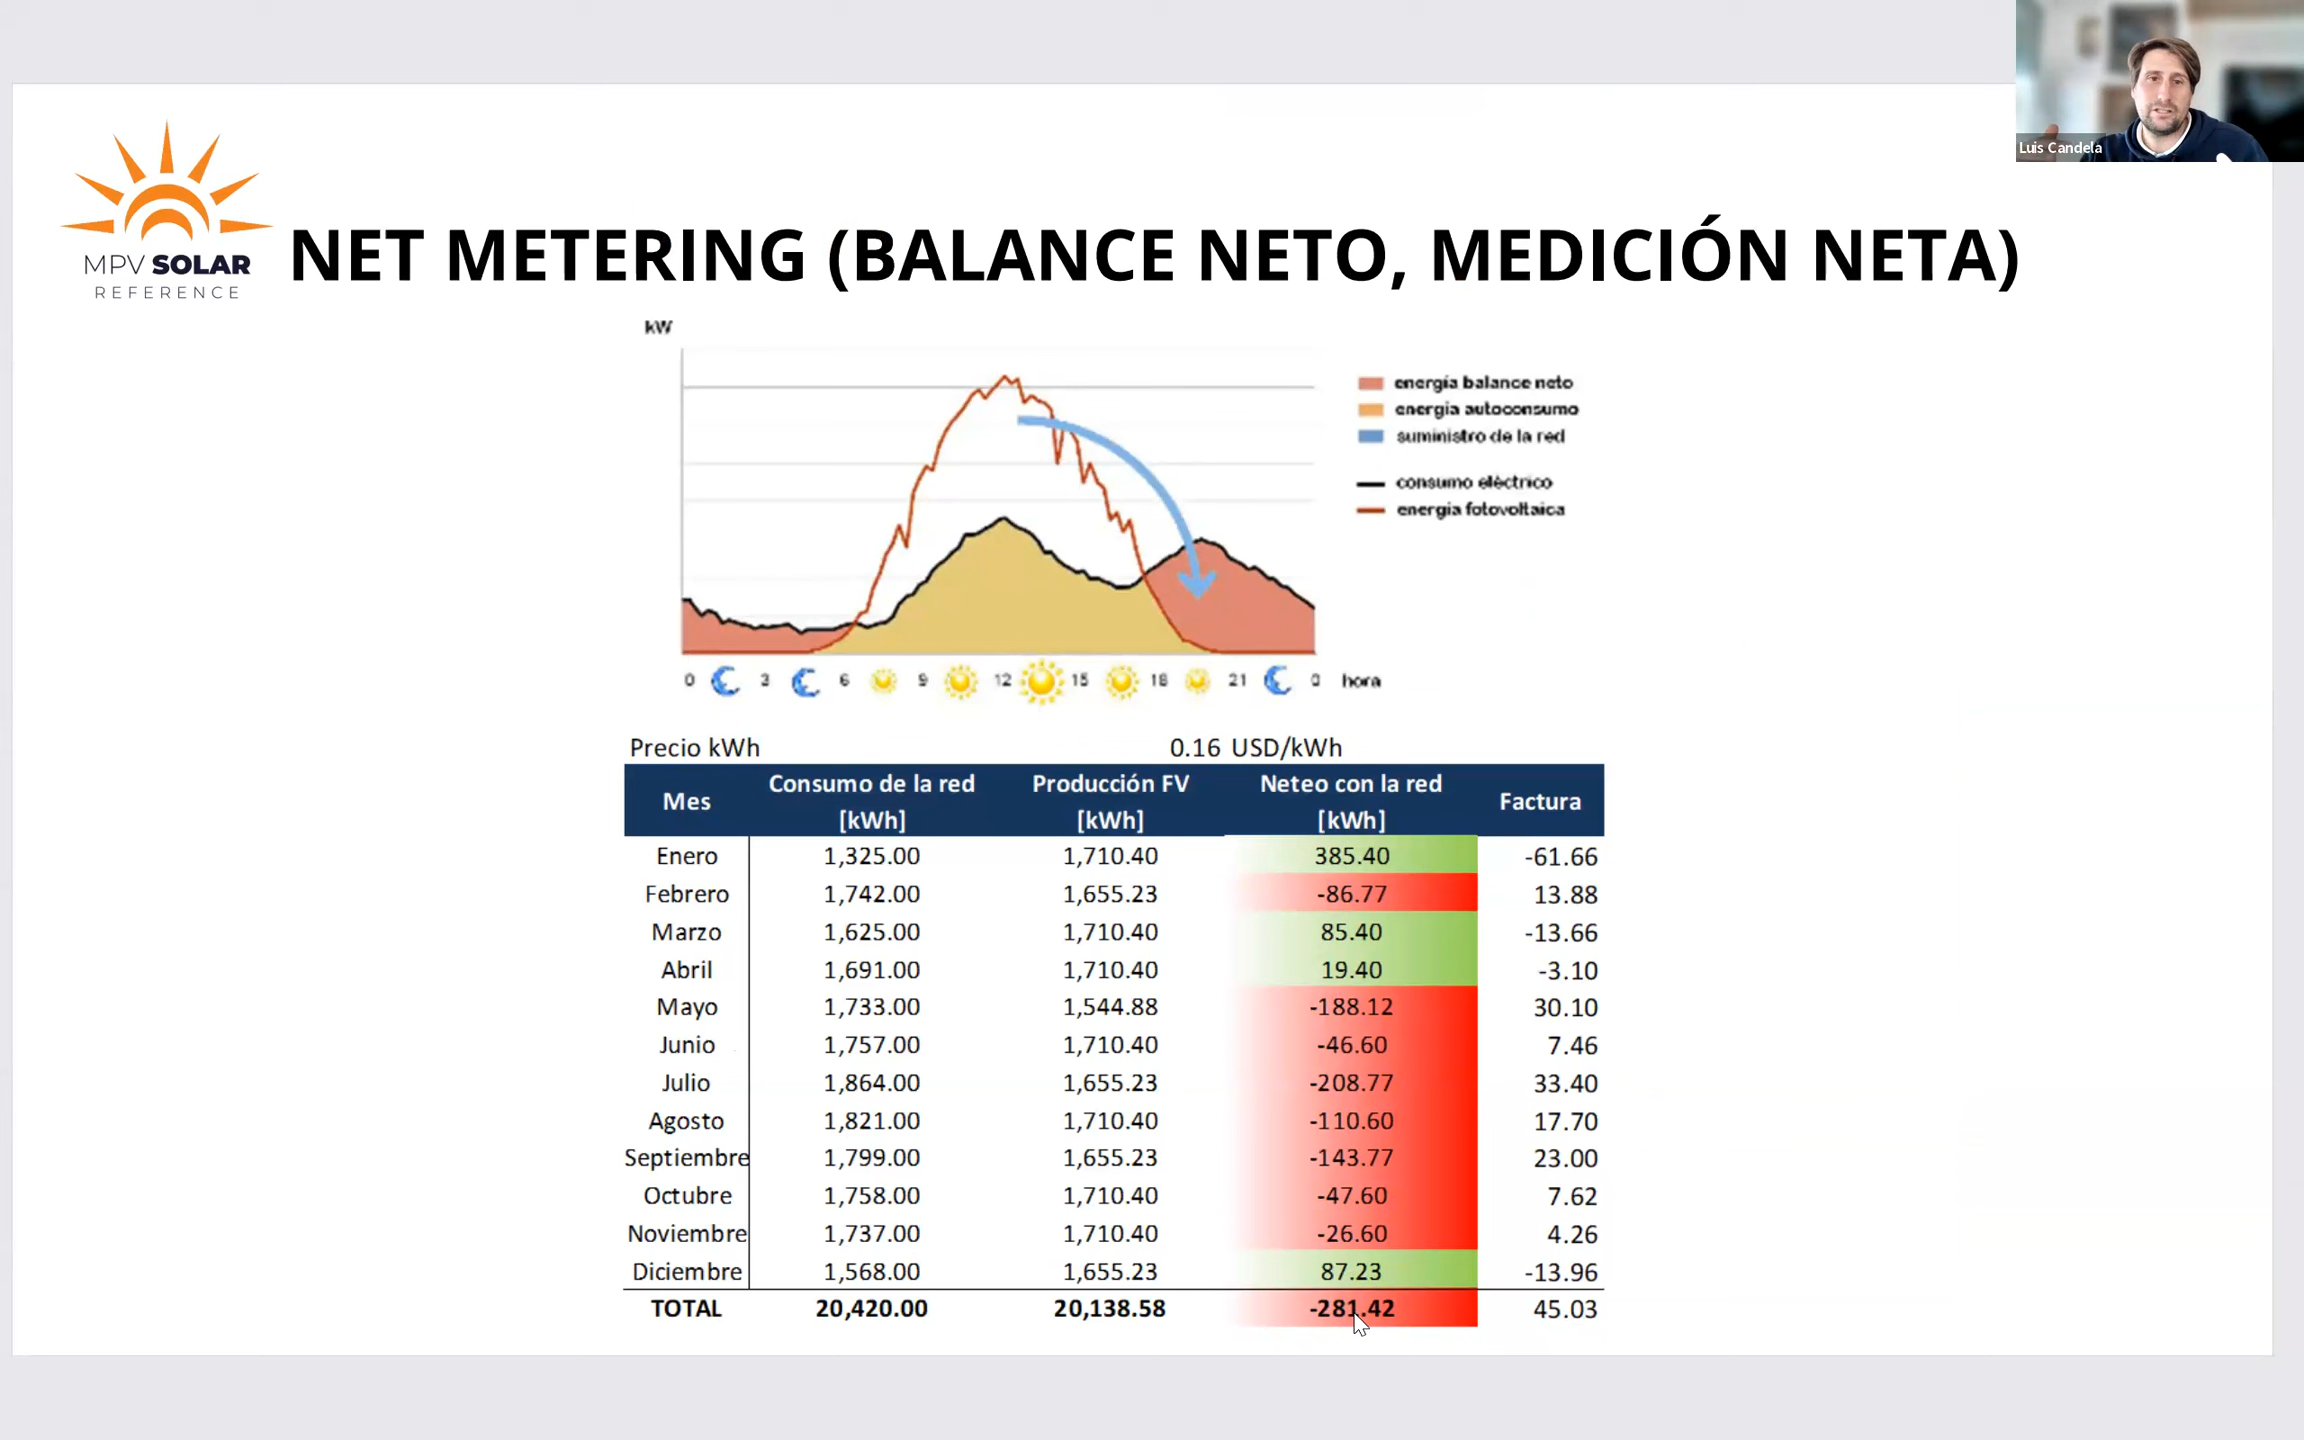 Luis Candela
MPV SOLAR
REFERENCE
NET METERING (BALANCE NETO, MEDICIÓN NETA)
kW
energía balance neto
energía autoconsumo
suministro de la red
consumo eléctrico
energía fotovoltaica
0 3 6 9 12 15 18 21 0 hora
Precio kWh 0.16 USD/kWh
Mes Consumo de la red [kWh] Producción FV [kWh] Neteo con la red [kWh] Factura
Enero 1,325.00 1,710.40 385.40 -61.66
Febrero 1,742.00 1,655.23 -86.77 13.88
Marzo 1,625.00 1,710.40 85.40 -13.66
Abril 1,691.00 1,710.40 19.40 -3.10
Mayo 1,733.00 1,544.88 -188.12 30.10
Junio 1,757.00 1,710.40 -46.60 7.46
Julio 1,864.00 1,655.23 -208.77 33.40
Agosto 1,821.00 1,710.40 -110.60 17.70
Septiembre 1,799.00 1,655.23 -143.77 23.00
Octubre 1,758.00 1,710.40 -47.60 7.62
Noviembre 1,737.00 1,710.40 -26.60 4.26
Diciembre 1,568.00 1,655.23 87.23 -13.96
TOTAL 20,420.00 20,138.58 -281.42 45.03